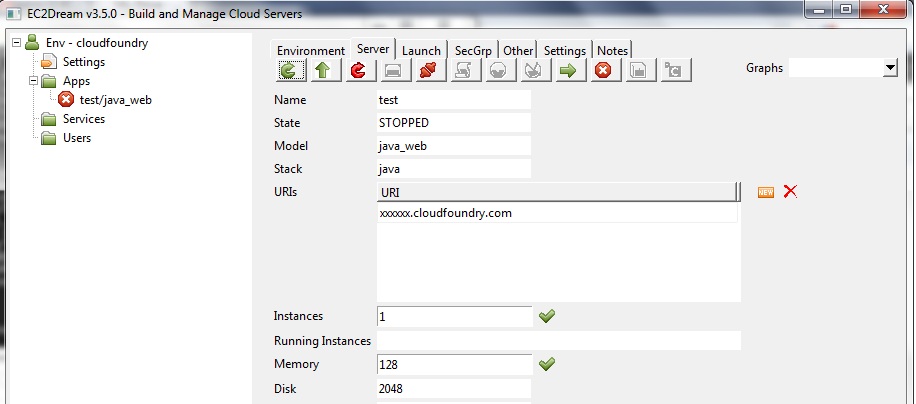 EC2Dream v3.5.0 - Build and Manage Cloud Servers
Env - cloudfoundry
Settings
Apps
test/java_web
Services
Users
Environment Server Launch SecGrp Other Settings Notes
Graphs
Name test
State STOPPED
Model java_web
Stack java
URIs URI NEW
xxxxxx.cloudfoundry.com
Instances 1
Running Instances
Memory 128
Disk 2048